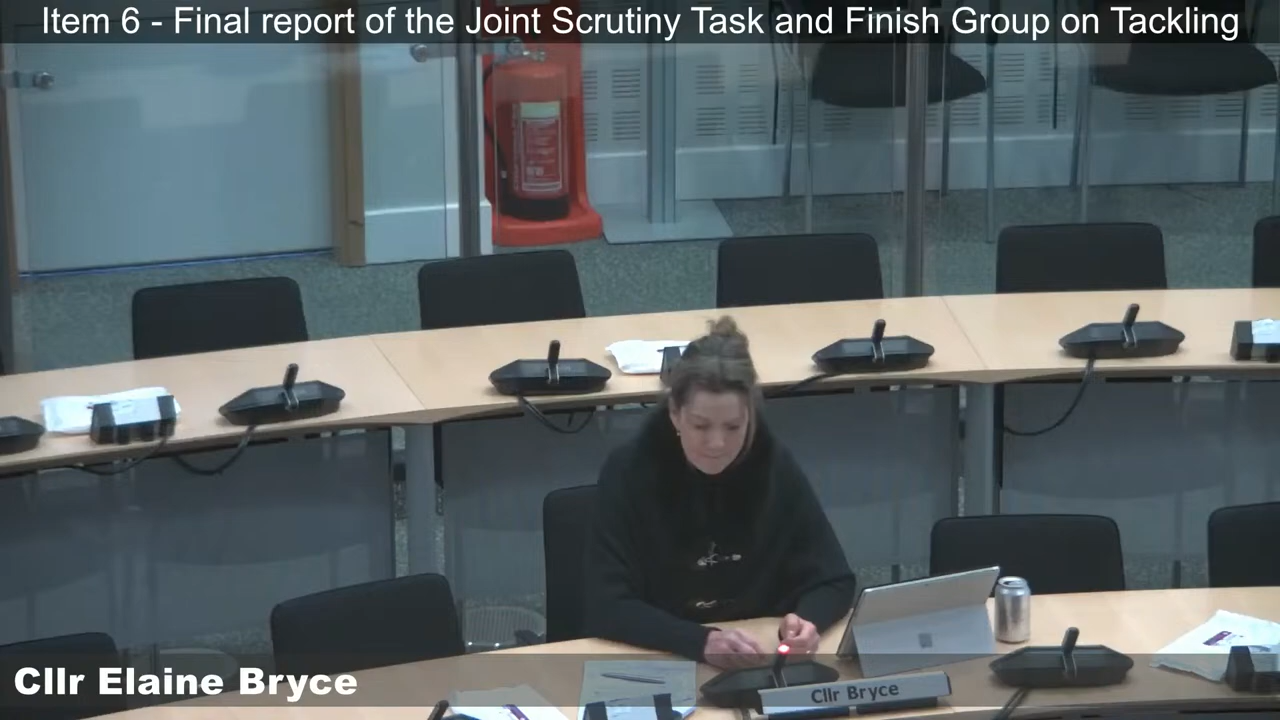 Item 6 - Final report of the Joint Scrutiny Task and Finish Group on Tackling
Cllr Elaine Bryce
Cllr Bryce